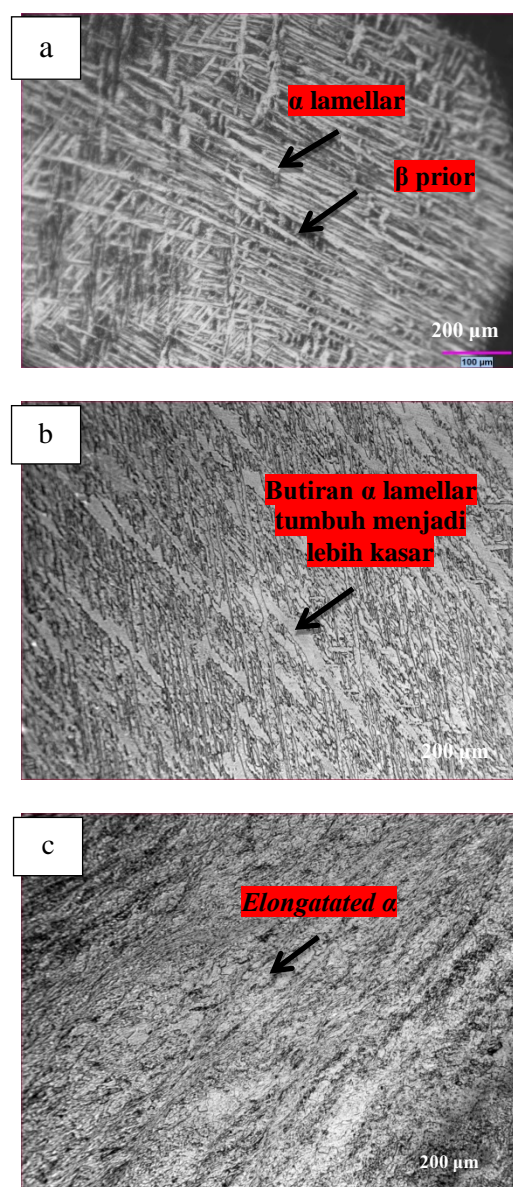 a
α lamellar
β prior
200 µm
100 µm
b
Butiran α lamellar
tumbuh menjadi
lebih kasar
200 µm
c
Elongatated α
200 µm